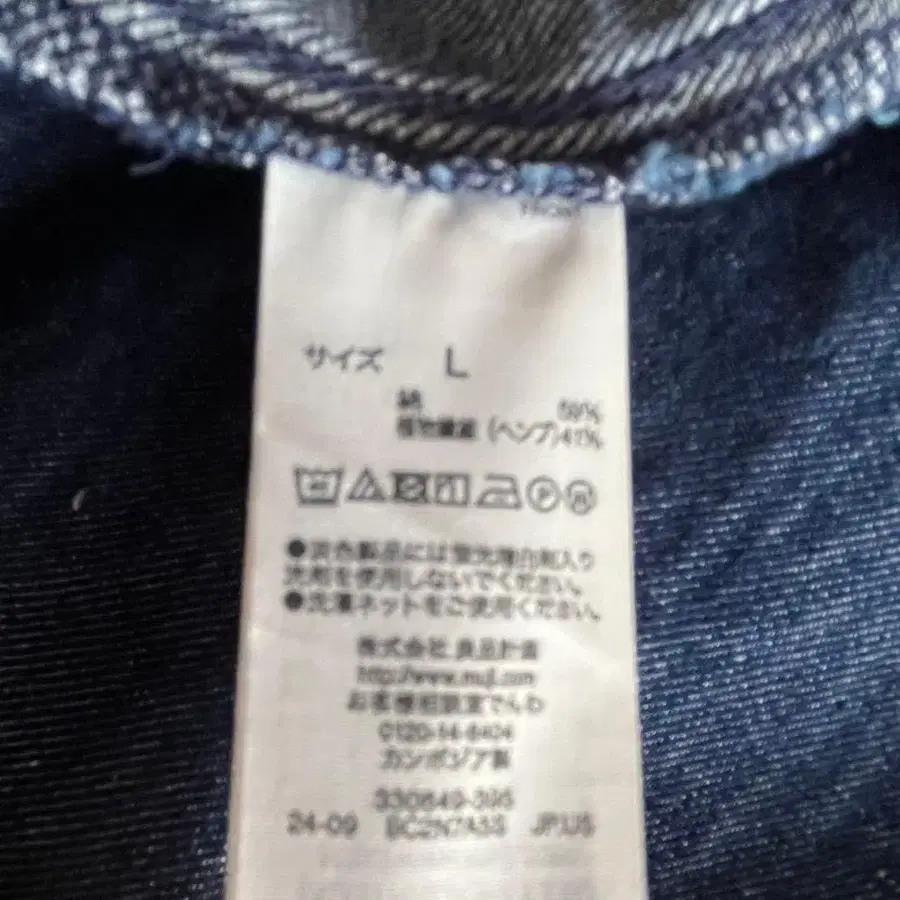 サイズ L
綿 59%
植物繊維 (ヘンプ)41%
●淡色製品には蛍光増白剤入り
洗剤を使用しないでください。
●洗濯ネットをご使用ください。
株式会社 良品計画
http://www.muji.com
お客様相談室でんわ
0120-14-6404
カンボジア製
330649-395
24-09 JP.US